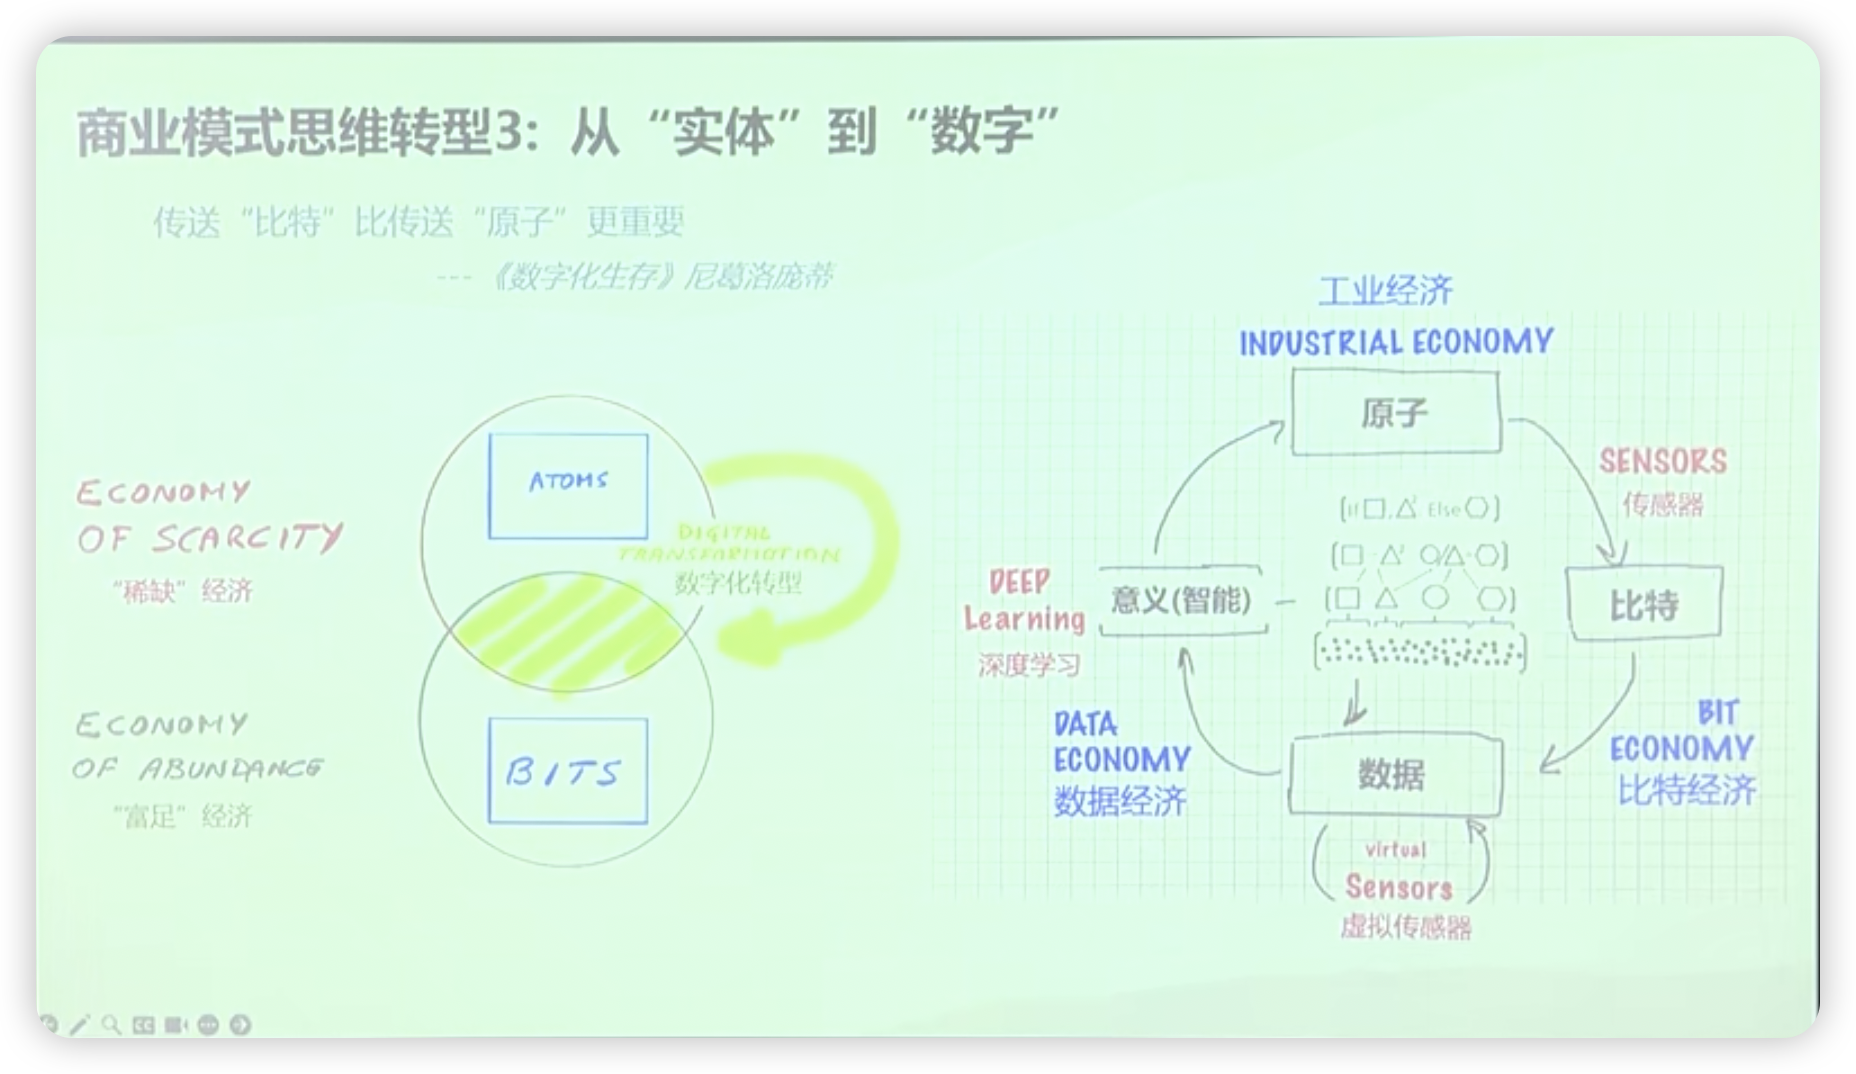 商业模式思维转型3：从“实体”到“数字”
传送“比特”比传送“原子”更重要
---《数字化生存》尼葛洛庞蒂
ECONOMY
OF SCARCITY
“稀缺”经济
ATOMS
DIGITAL
TRANSFORMOTION
数字化转型
ECONOMY
OF ABUNDANCE
“富足”经济
BITS
工业经济
INDUSTRIAL ECONOMY
原子
SENSORS
传感器
If Else
DEEP
Learning
深度学习
意义(智能)
比特
DATA
ECONOMY
数据经济
数据
BIT
ECONOMY
比特经济
virtual
Sensors
虚拟传感器